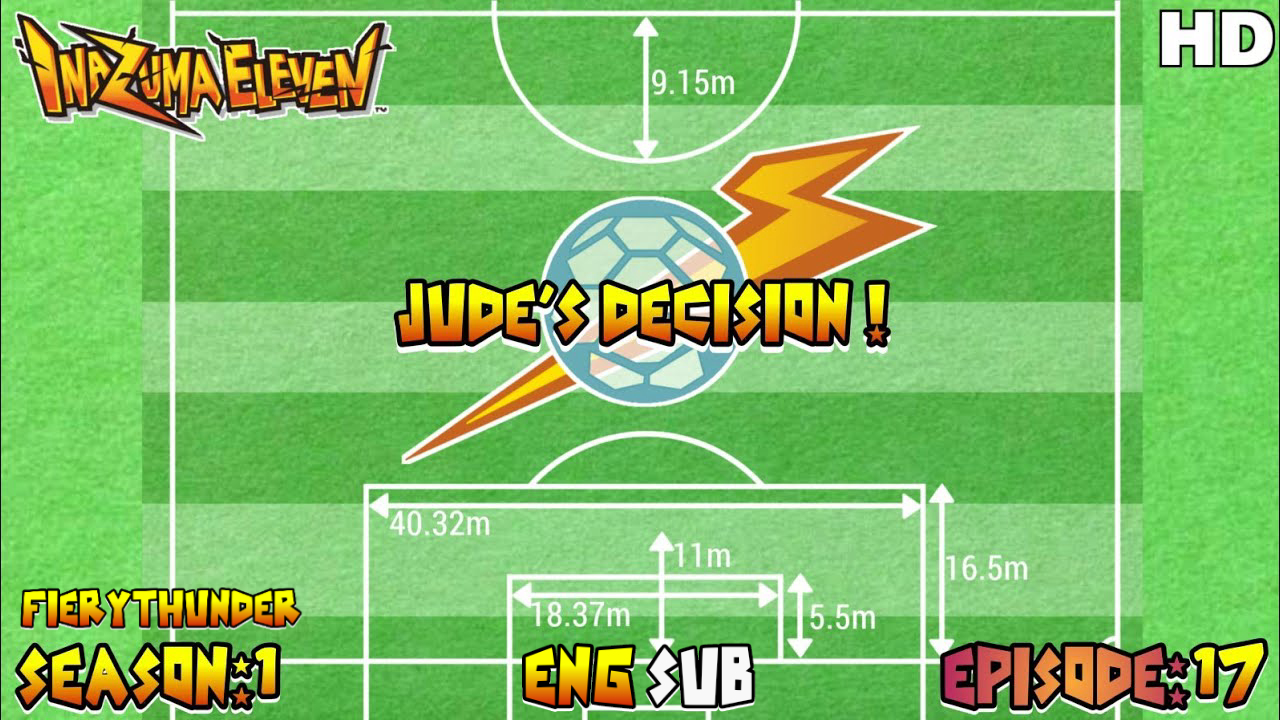 INAZUMA ELEVEN™
HD
9.15m
JUDE'S DECISION !
40.32m
11m
16.5m
18.37m
5.5m
FIERYTHUNDER
SEASON:1
ENG SUB
EPISODE:17